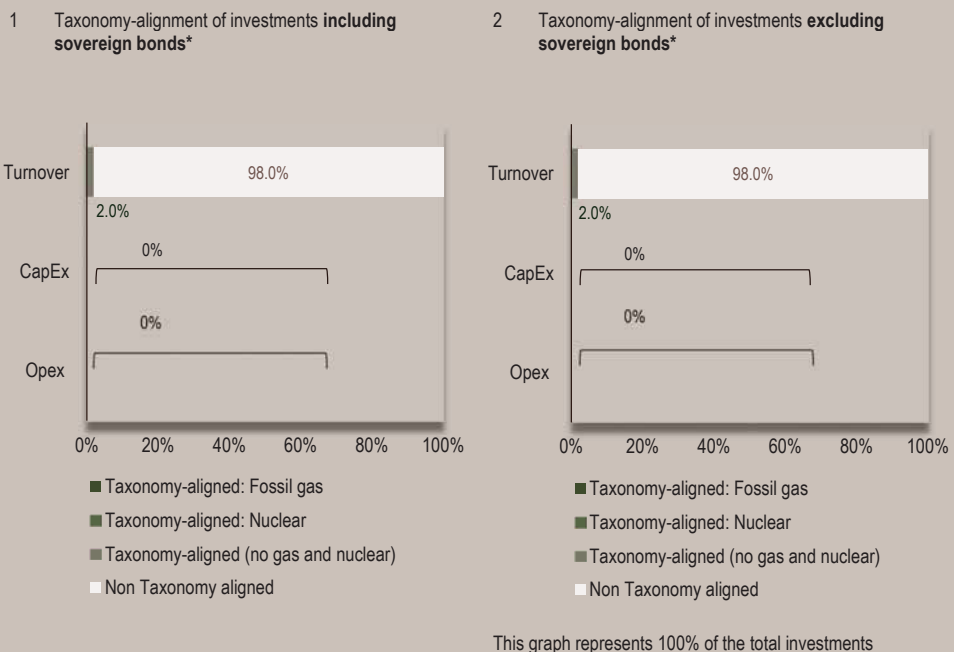 1 Taxonomy-alignment of investments including
sovereign bonds*
Turnover
98.0%
2.0%
CapEx
0%
0%
Opex
0% 20% 40% 60% 80% 100%
Taxonomy-aligned: Fossil gas
Taxonomy-aligned: Nuclear
Taxonomy-aligned (no gas and nuclear)
Non Taxonomy aligned
2 Taxonomy-alignment of investments excluding
sovereign bonds*
Turnover
98.0%
2.0%
CapEx
0%
0%
Opex
0% 20% 40% 60% 80% 100%
Taxonomy-aligned: Fossil gas
Taxonomy-aligned: Nuclear
Taxonomy-aligned (no gas and nuclear)
Non Taxonomy aligned
This graph represents 100% of the total investments